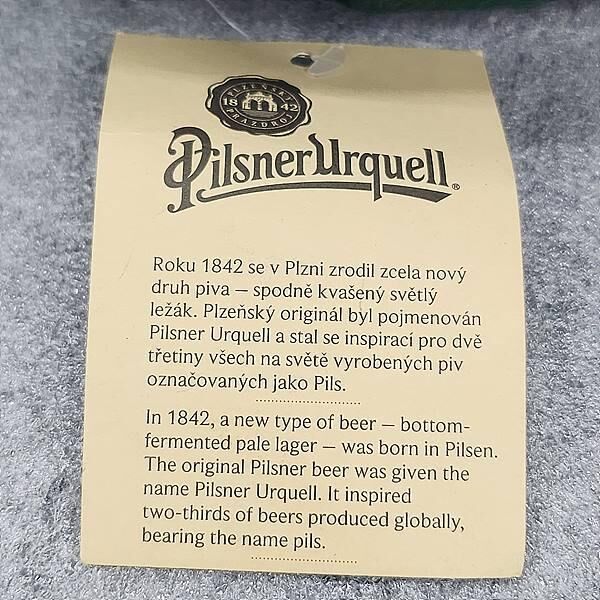 PLZEŇSKÝ
18 42
PRAZDROJ
Pilsner Urquell®
Roku 1842 se v Plzni zrodil zcela nový
druh piva — spodně kvašený světlý
ležák. Plzeňský originál byl pojmenován
Pilsner Urquell a stal se inspirací pro dvě
třetiny všech na světě vyrobených piv
označovaných jako Pils.
In 1842, a new type of beer — bottom-
fermented pale lager — was born in Pilsen.
The original Pilsner beer was given the
name Pilsner Urquell. It inspired
two-thirds of beers produced globally,
bearing the name pils.